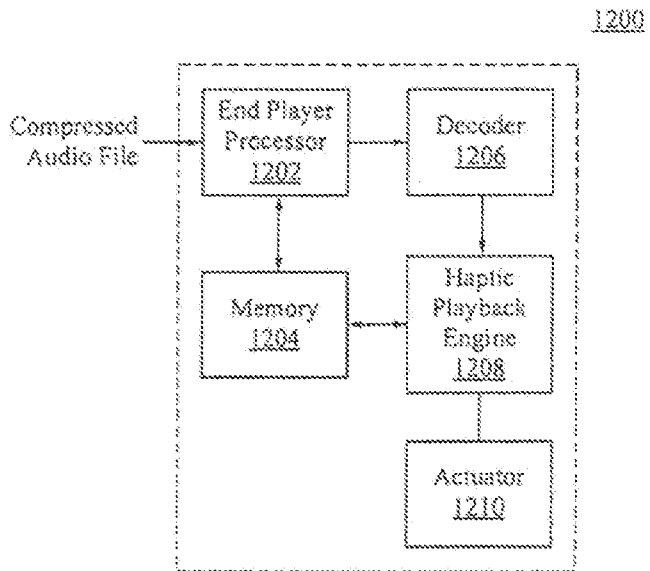 1200
Compressed
Audio File
End Player
Processor
1202
Decoder
1206
Memory
1204
Haptic
Playback
Engine
1208
Actuator
1210